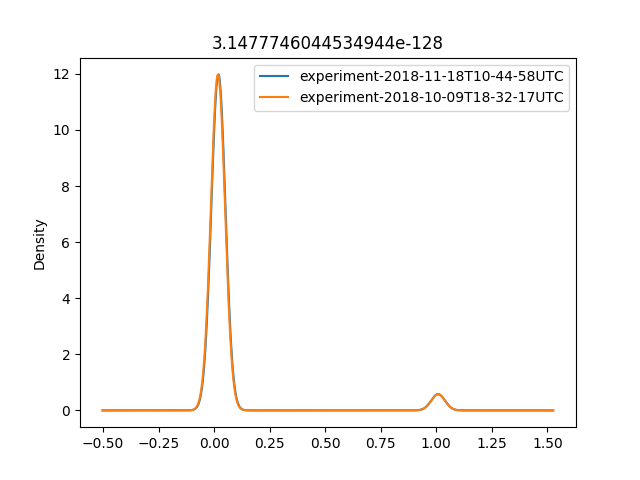 3.1477746044534944e-128
experiment-2018-11-18T10-44-58UTC
experiment-2018-10-09T18-32-17UTC
Density
12
10
8
6
4
2
0
−0.50 −0.25 0.00 0.25 0.50 0.75 1.00 1.25 1.50